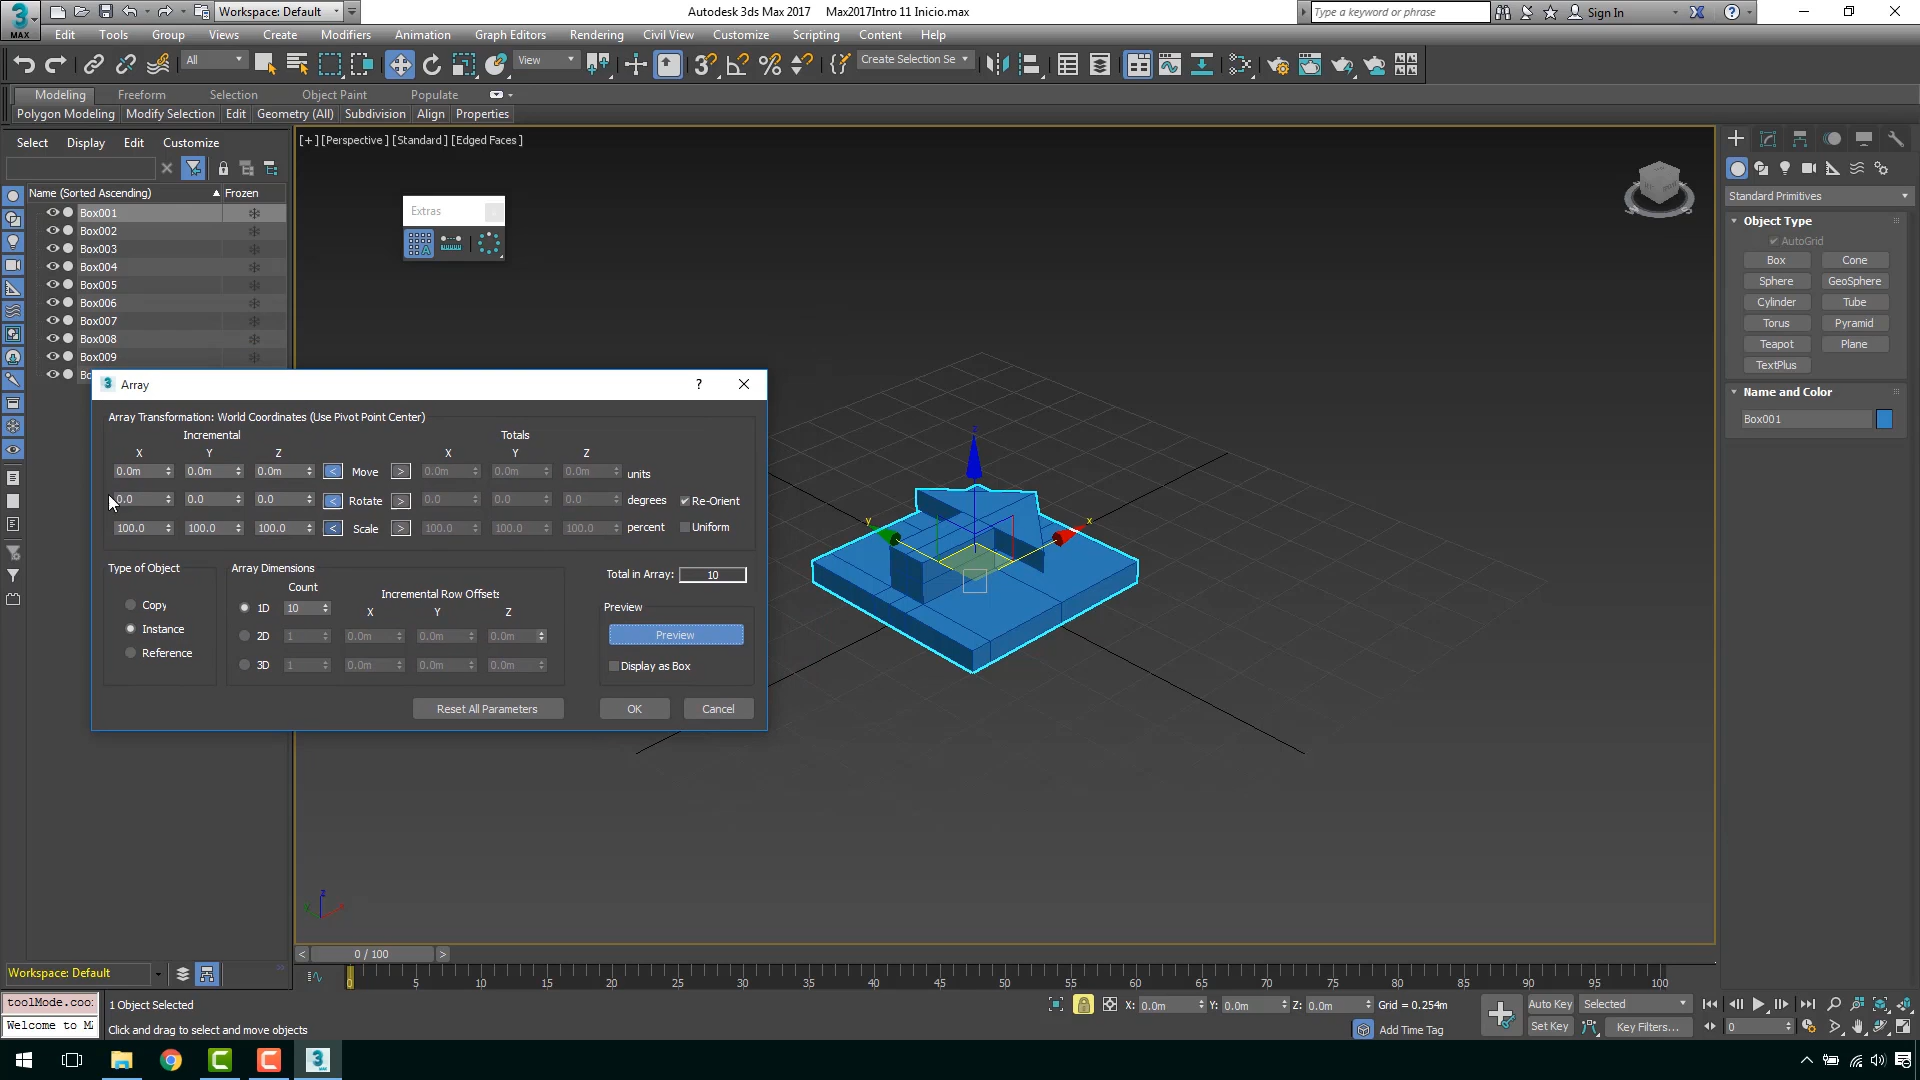 Workspace: Default
Autodesk 3ds Max 2017 Max2017Intro 11 Inicio.max
Type a keyword or phrase
Sign In
MAX
Edit Tools Group Views Create Modifiers Animation Graph Editors Rendering Civil View Customize Scripting Content Help
All
View
Create Selection Se
Modeling Freeform Selection Object Paint Populate
Polygon Modeling Modify Selection Edit Geometry (All) Subdivision Align Properties
Select Display Edit Customize
[+] [Perspective] [Standard] [Edged Faces]
Name (Sorted Ascending) Frozen
Box001
Box002
Box003
Box004
Box005
Box006
Box007
Box008
Box009
Extras
Standard Primitives
Object Type
AutoGrid
Box Cone
Sphere GeoSphere
Cylinder Tube
Torus Pyramid
Teapot Plane
TextPlus
Name and Color
Box001
Array
?
Array Transformation: World Coordinates (Use Pivot Point Center)
Incremental Totals
X Y Z X Y Z
0.0m 0.0m 0.0m < Move > 0.0m 0.0m 0.0m units
0.0 0.0 0.0 < Rotate > 0.0 0.0 0.0 degrees Re-Orient
100.0 100.0 100.0 < Scale > 100.0 100.0 100.0 percent Uniform
Type of Object
Copy
Instance
Reference
Array Dimensions
Count
Incremental Row Offsets
X Y Z
1D 10
2D 1 0.0m 0.0m 0.0m
3D 1 0.0m 0.0m 0.0m
Total in Array: 10
Preview
Preview
Display as Box
Reset All Parameters OK Cancel
z
y
x
z
< 0 / 100 >
0 5 10 15 20 25 30 35 40 45 50 55 60 65 70 75 80 85 90 95 100
Workspace: Default
toolMode.coo:
Welcome to M
1 Object Selected
Click and drag to select and move objects
X: 0.0m Y: 0.0m Z: 0.0m Grid = 0.254m
Add Time Tag
Auto Key Selected
Set Key Key Filters...
0